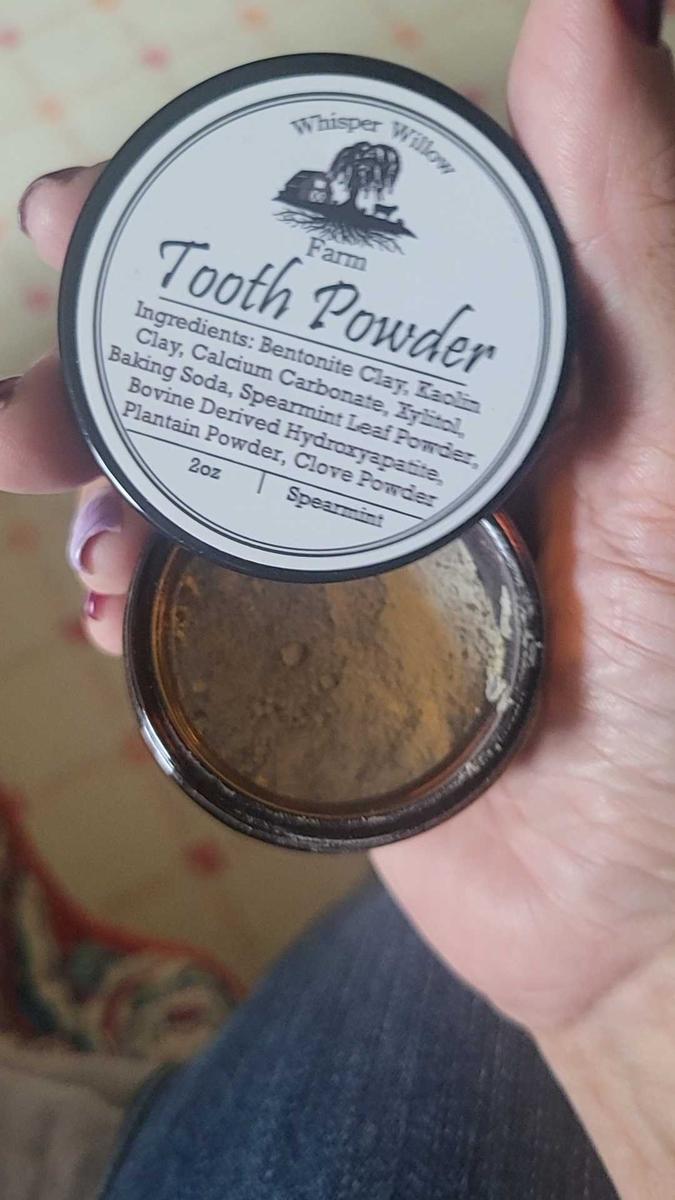 Whisper Willow
Farm
Tooth Powder
Ingredients: Bentonite Clay, Kaolin
Clay, Calcium Carbonate, Xylitol,
Baking Soda, Spearmint Leaf Powder,
Bovine Derived Hydroxyapatite,
Plantain Powder, Clove Powder
2oz | Spearmint